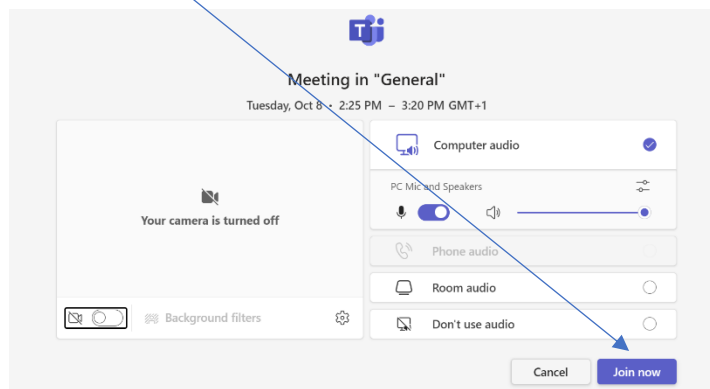 Meeting in "General"
Tuesday, Oct 8 • 2:25 PM – 3:20 PM GMT+1
Computer audio
PC Mic and Speakers
Your camera is turned off
Phone audio
Room audio
Background filters
Don't use audio
Cancel
Join now